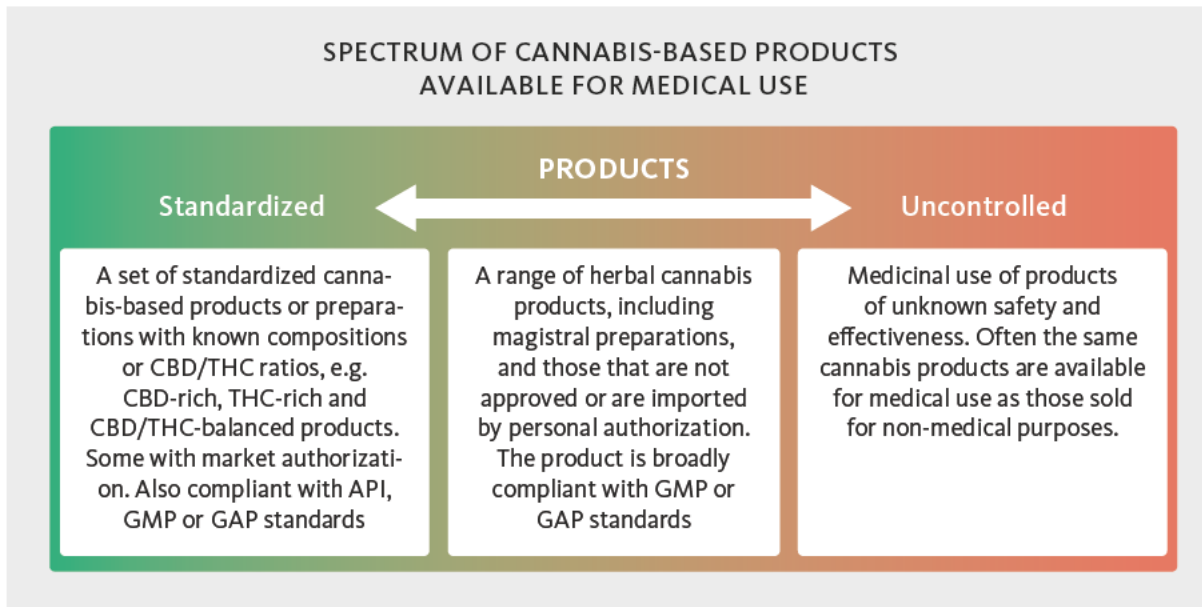 SPECTRUM OF CANNABIS-BASED PRODUCTS
AVAILABLE FOR MEDICAL USE
PRODUCTS
Standardized
Uncontrolled
A set of standardized canna-
bis-based products or prepara-
tions with known compositions
or CBD/THC ratios, e.g.
CBD-rich, THC-rich and
CBD/THC-balanced products.
Some with market authorizati-
on. Also compliant with API,
GMP or GAP standards
A range of herbal cannabis
products, including
magistral preparations,
and those that are not
approved or are imported
by personal authorization.
The product is broadly
compliant with GMP or
GAP standards
Medicinal use of products
of unknown safety and
effectiveness. Often the same
cannabis products are available
for medical use as those sold
for non-medical purposes.